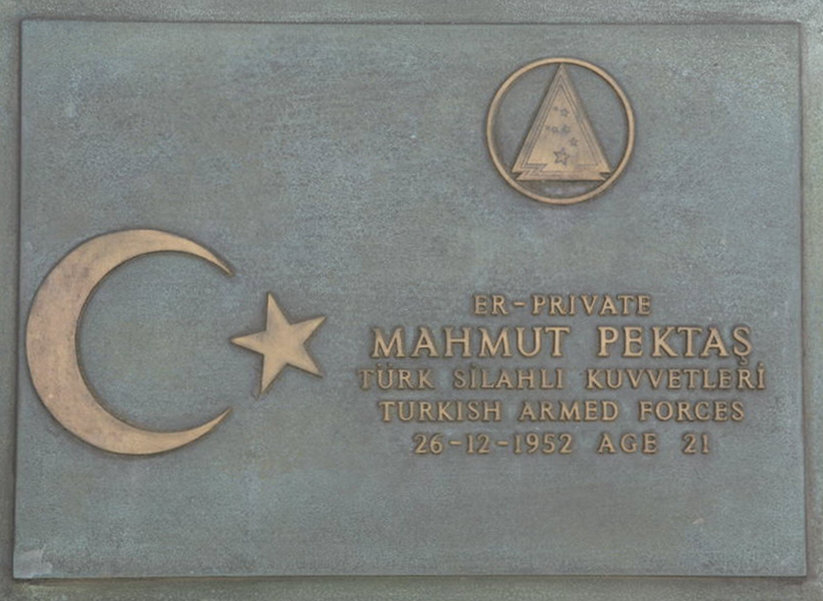 ER-PRIVATE
MAHMUT PEKTAŞ
TÜRK SİLAHLI KUVVETLERİ
TURKISH ARMED FORCES
26-12-1952 AGE 21